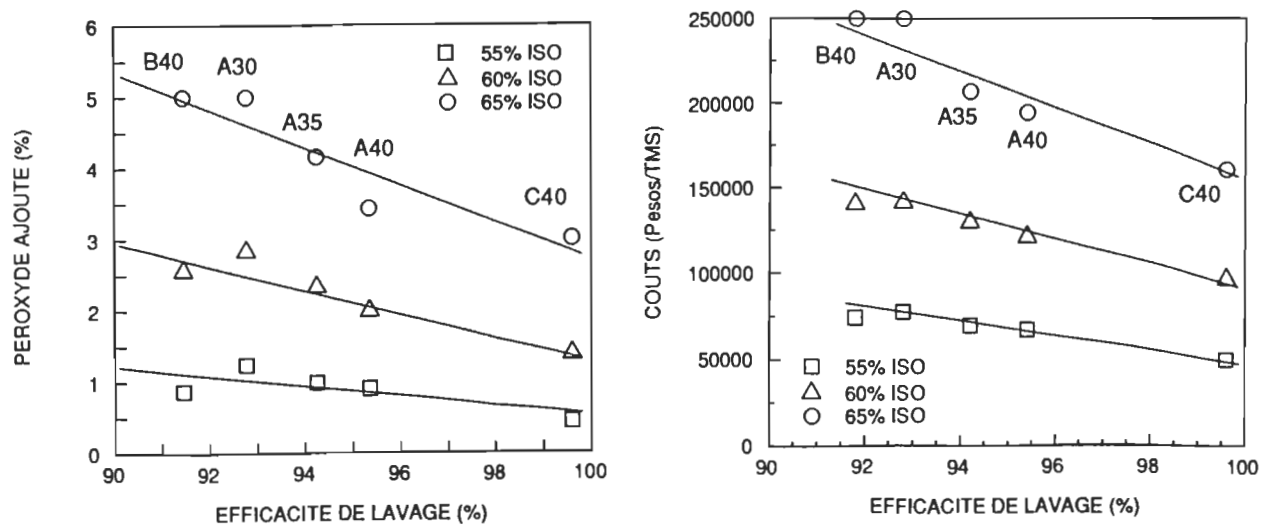 6
5
4
3
2
1
0
PEROXYDE AJOUTE (%)
B40
A30
A35
A40
C40
55% ISO
60% ISO
65% ISO
90 92 94 96 98 100
EFFICACITE DE LAVAGE (%)
250000
200000
150000
100000
50000
0
COUTS (Pesos/TMS)
B40
A30
A35
A40
C40
55% ISO
60% ISO
65% ISO
90 92 94 96 98 100
EFFICACITE DE LAVAGE (%)